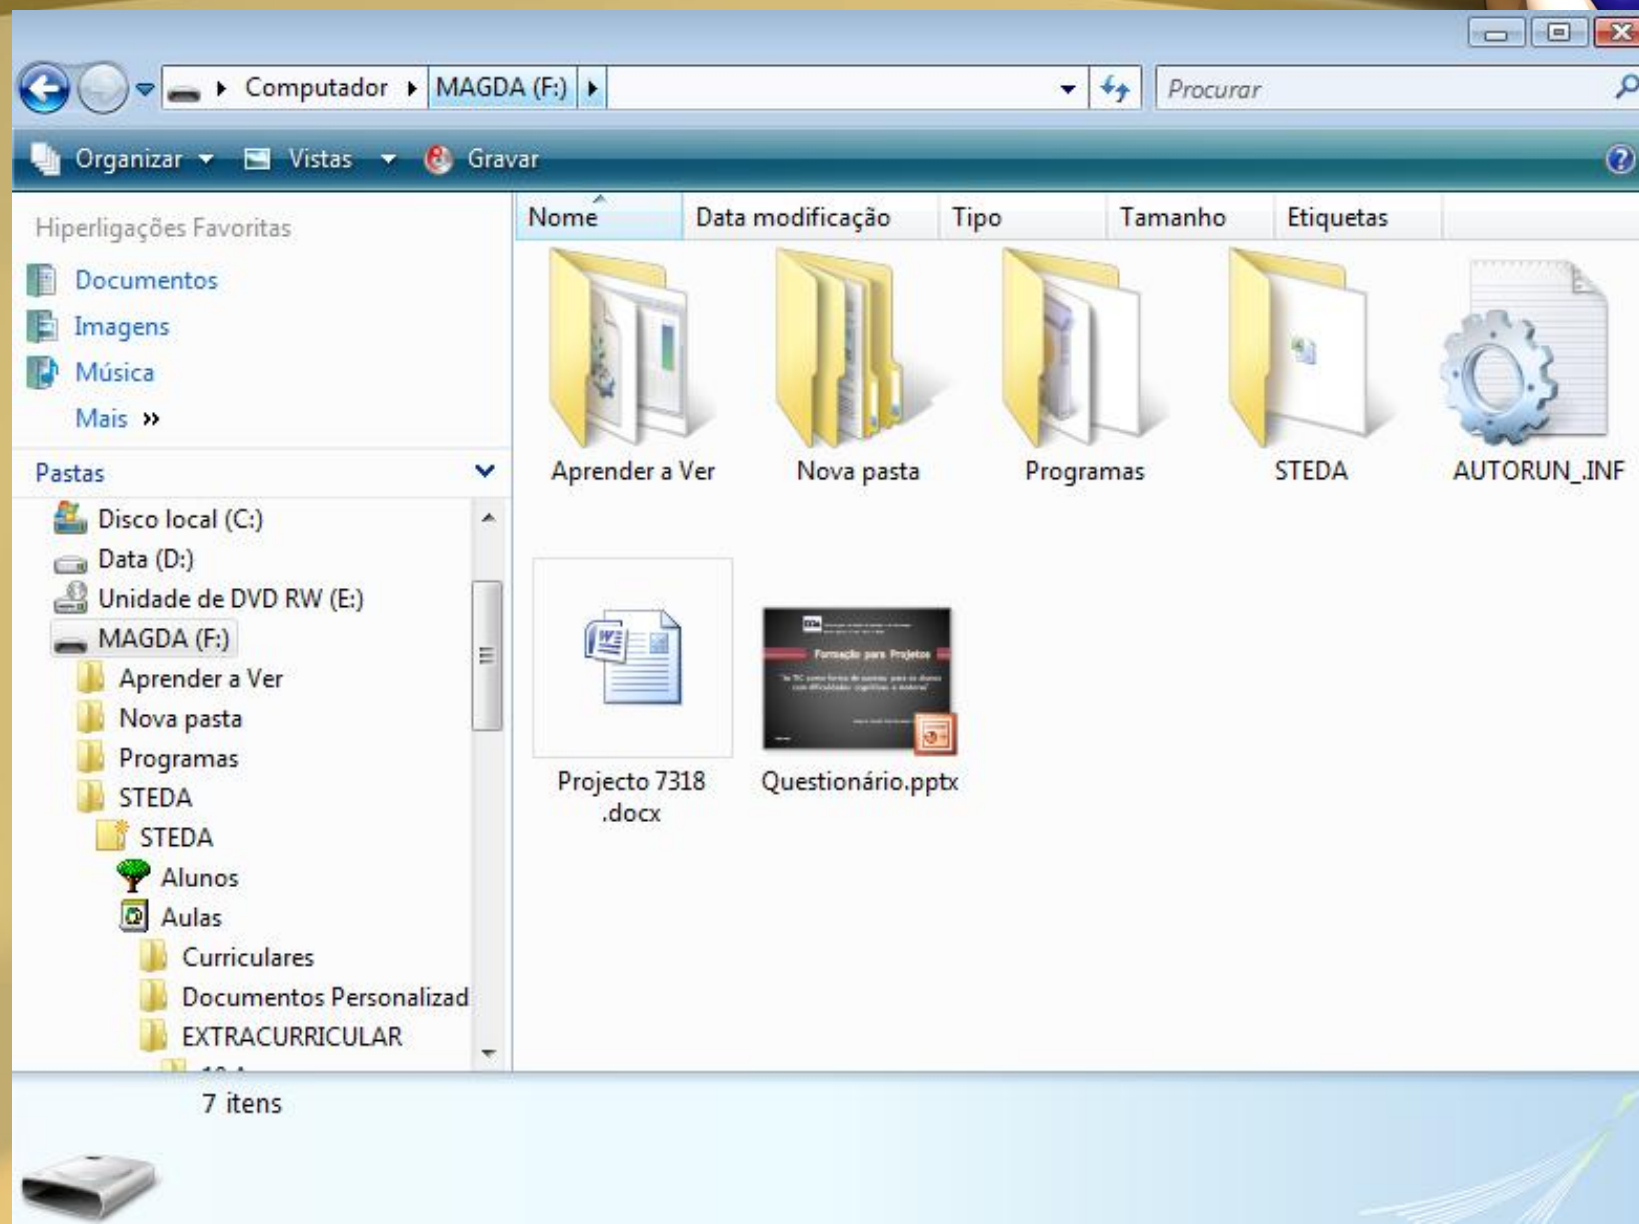 Computador MAGDA (F:) Procurar
Organizar Vistas Gravar
Hiperligações Favoritas
Documentos
Imagens
Música
Mais »
Pastas
Disco local (C:)
Data (D:)
Unidade de DVD RW (E:)
MAGDA (F:)
Aprender a Ver
Nova pasta
Programas
STEDA
STEDA
Alunos
Aulas
Curriculares
Documentos Personalizad
EXTRACURRICULAR
Nome Data modificação Tipo Tamanho Etiquetas
Aprender a Ver Nova pasta Programas STEDA AUTORUN_.INF
Formação para Projetos
Projecto 7318
.docx
Questionário.pptx
7 itens